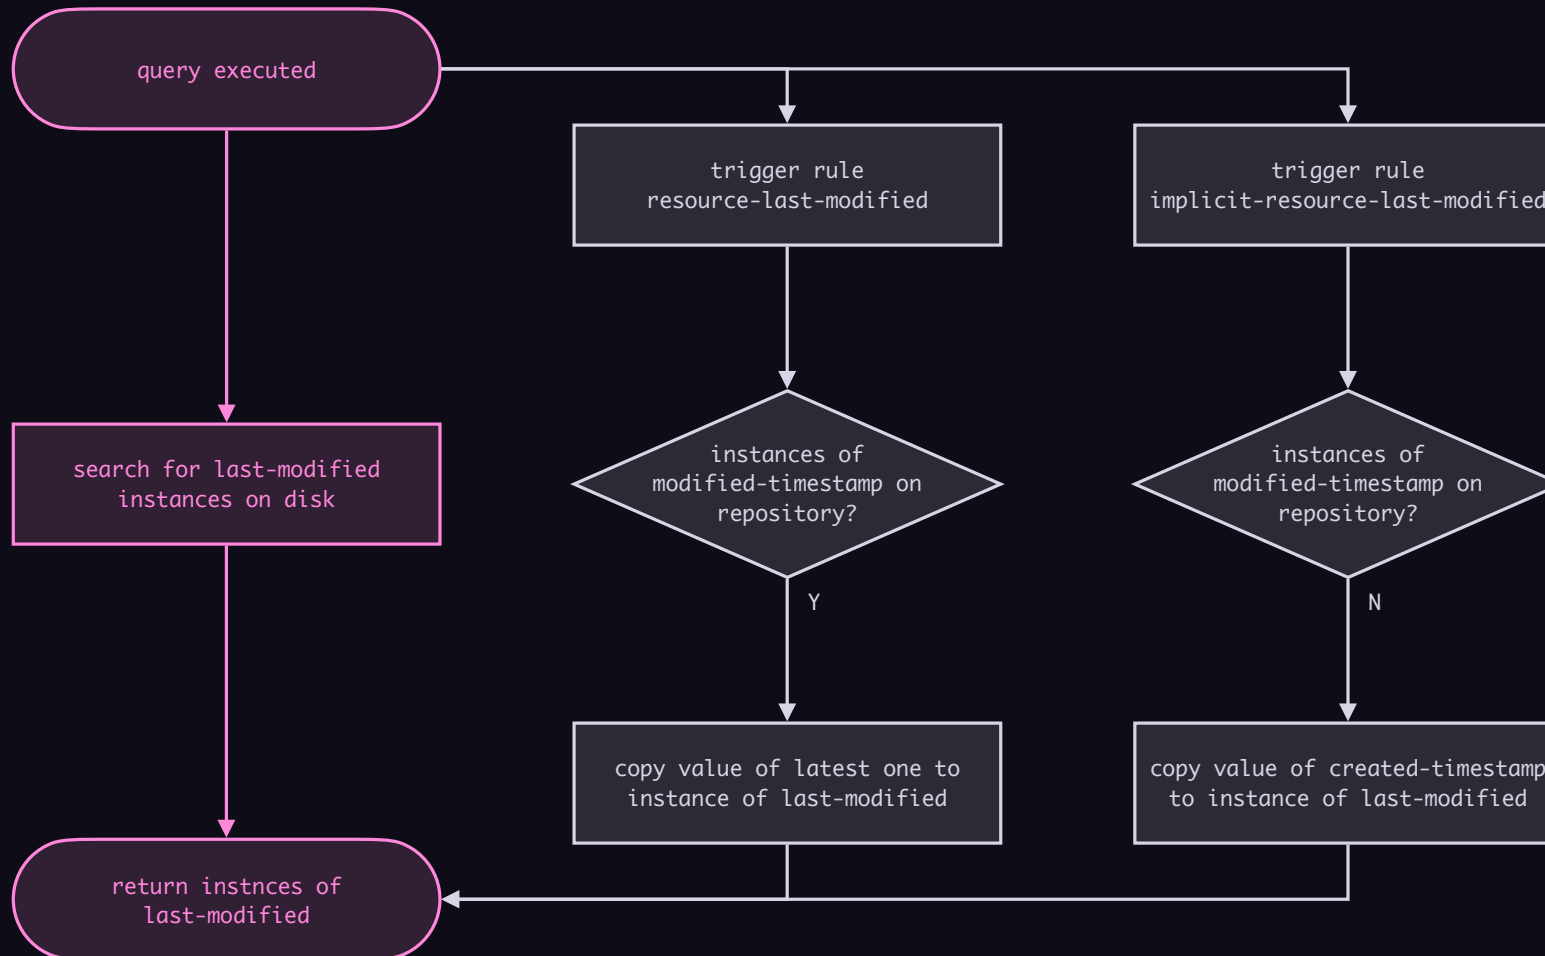 query executed
trigger rule
resource-last-modified
trigger rule
implicit-resource-last-modified
search for last-modified
instances on disk
instances of
modified-timestamp on
repository?
instances of
modified-timestamp on
repository?
Y
N
copy value of latest one to
instance of last-modified
copy value of created-timestamp
to instance of last-modified
return instnces of
last-modified